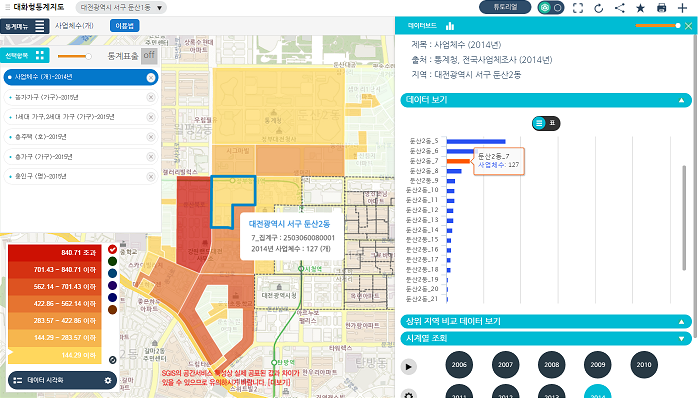 대화형통계지도
대전광역시 서구 둔산2동
튜토리얼
통계메뉴
사업체수(개)
이용법
데이터보드
선택항목
통계표출
off
사업체수 (개)-2014년
농가가구 (가구)-2015년
1세대 가구,2세대 가구 (가구)-2015년
총주택 (호)-2015년
총가구 (가구)-2015년
총인구 (명)-2015년
제목 : 사업체수 (2014년)
출처 : 통계청, 전국사업체조사 (2014년)
지역 : 대전광역시 서구 둔산2동
데이터 보기
표
둔산2동_5
둔산2동_6
둔산2동_7
둔산2동_8
둔산2동_9
둔산2동_10
둔산2동_11
둔산2동_12
둔산2동_13
둔산2동_14
둔산2동_15
둔산2동_16
둔산2동_17
둔산2동_18
둔산2동_19
둔산2동_20
둔산2동_21
둔산2동_7
사업체수: 127
대전광역시 서구 둔산2동
7_집계구 : 2503060080001
2014년 사업체수 : 127 (개)
840.71 초과
701.43 ~ 840.71 이하
562.14 ~ 701.43 이하
422.86 ~ 562.14 이하
283.57 ~ 422.86 이하
144.29 ~ 283.57 이하
144.29 이하
데이터 시각화
시청역
대전광역시청
탄방역
탄방동
SGIS의 공간서비스 특성상 실제 공표된 값과 차이가
있을 수 있으므로 유의하시기 바랍니다. [더보기]
상위 지역 비교 데이터 보기
시계열 조회
2006
2007
2008
2009
2010
2011
2012
2013
2014